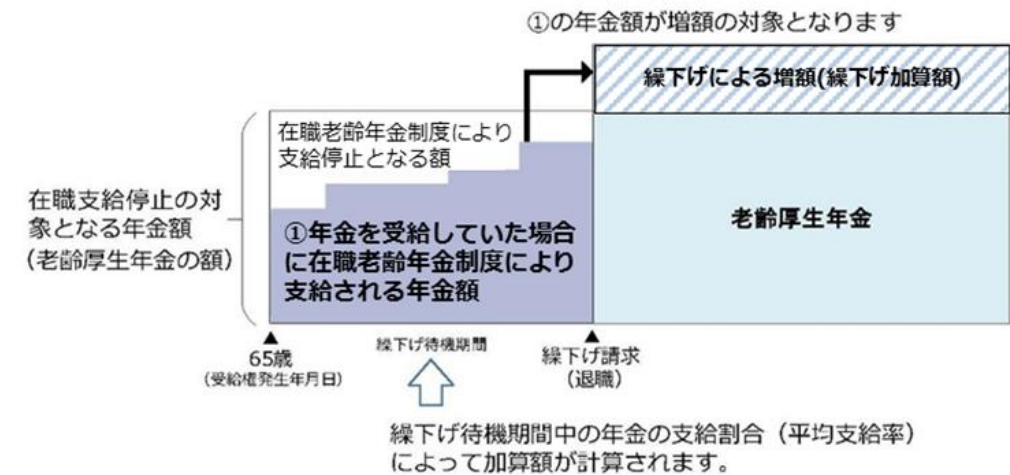 ①の年金額が増額の対象となります
繰下げによる増額(繰下げ加算額)
在職老齢年金制度により
支給停止となる額
在職支給停止の対
象となる年金額
（老齢厚生年金の額）
①年金を受給していた場合
に在職老齢年金制度により
支給される年金額
老齢厚生年金
65歳
（受給権発生年月日）
繰下げ待機期間
繰下げ請求
（退職）
繰下げ待機期間中の年金の支給割合（平均支給率）
によって加算額が計算されます。